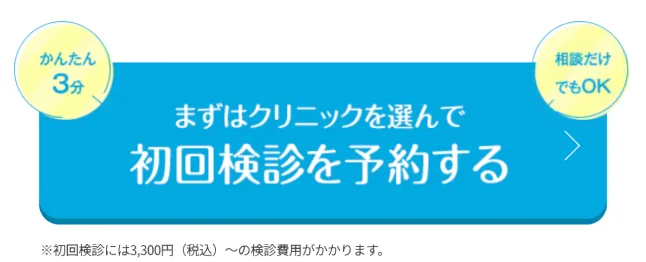 かんたん
3分
相談だけ
でもOK
まずはクリニックを選んで
初回検診を予約する
※初回検診には3,300円（税込）〜の検診費用がかかります。